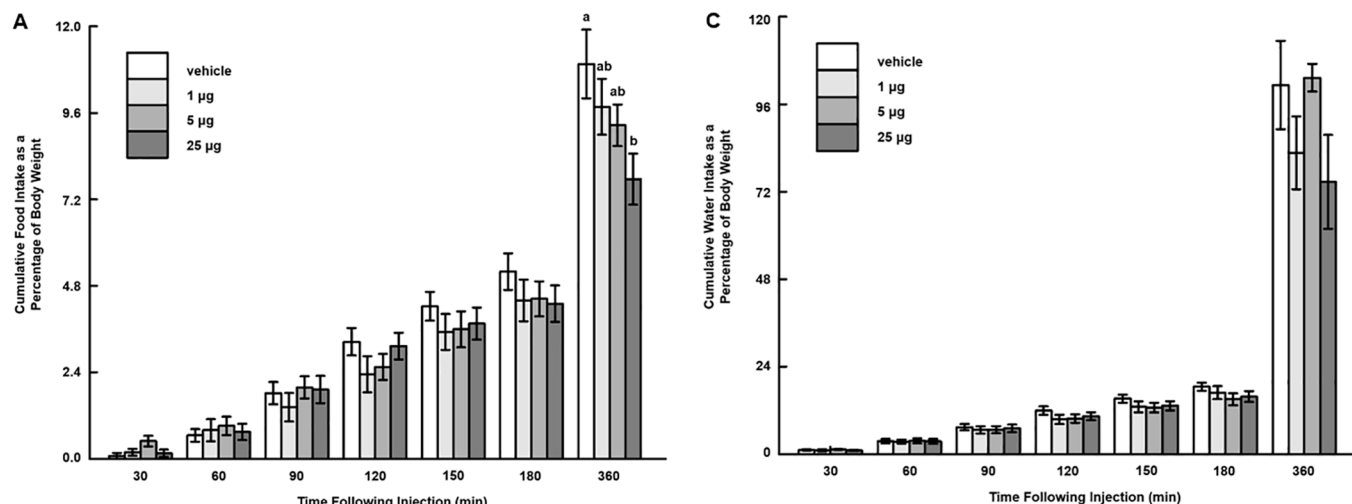 A
12.0
9.6
7.2
4.8
2.4
0.0
Cumulative Food Intake as a
Percentage of Body Weight
vehicle
1 µg
5 µg
25 µg
a
ab
ab
b
30 60 90 120 150 180 360
Time Following Injection (min)
C
120
96
72
48
24
0
Cumulative Water Intake as a
Percentage of Body Weight
vehicle
1 µg
5 µg
25 µg
30 60 90 120 150 180 360
Time Following Injection (min)